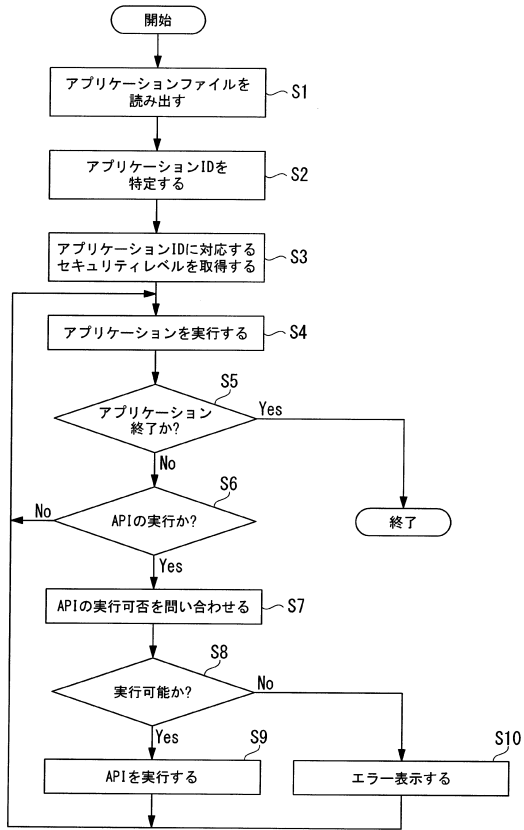 開始
アプリケーションファイルを
読み出す
S1
アプリケーションIDを
特定する
S2
アプリケーションIDに対応する
セキュリティレベルを取得する
S3
アプリケーションを実行する
S4
S5
アプリケーション
終了か?
Yes
No
S6
APIの実行か?
No
終了
Yes
APIの実行可否を問い合わせる
S7
S8
実行可能か?
No
Yes
S9
APIを実行する
S10
エラー表示する